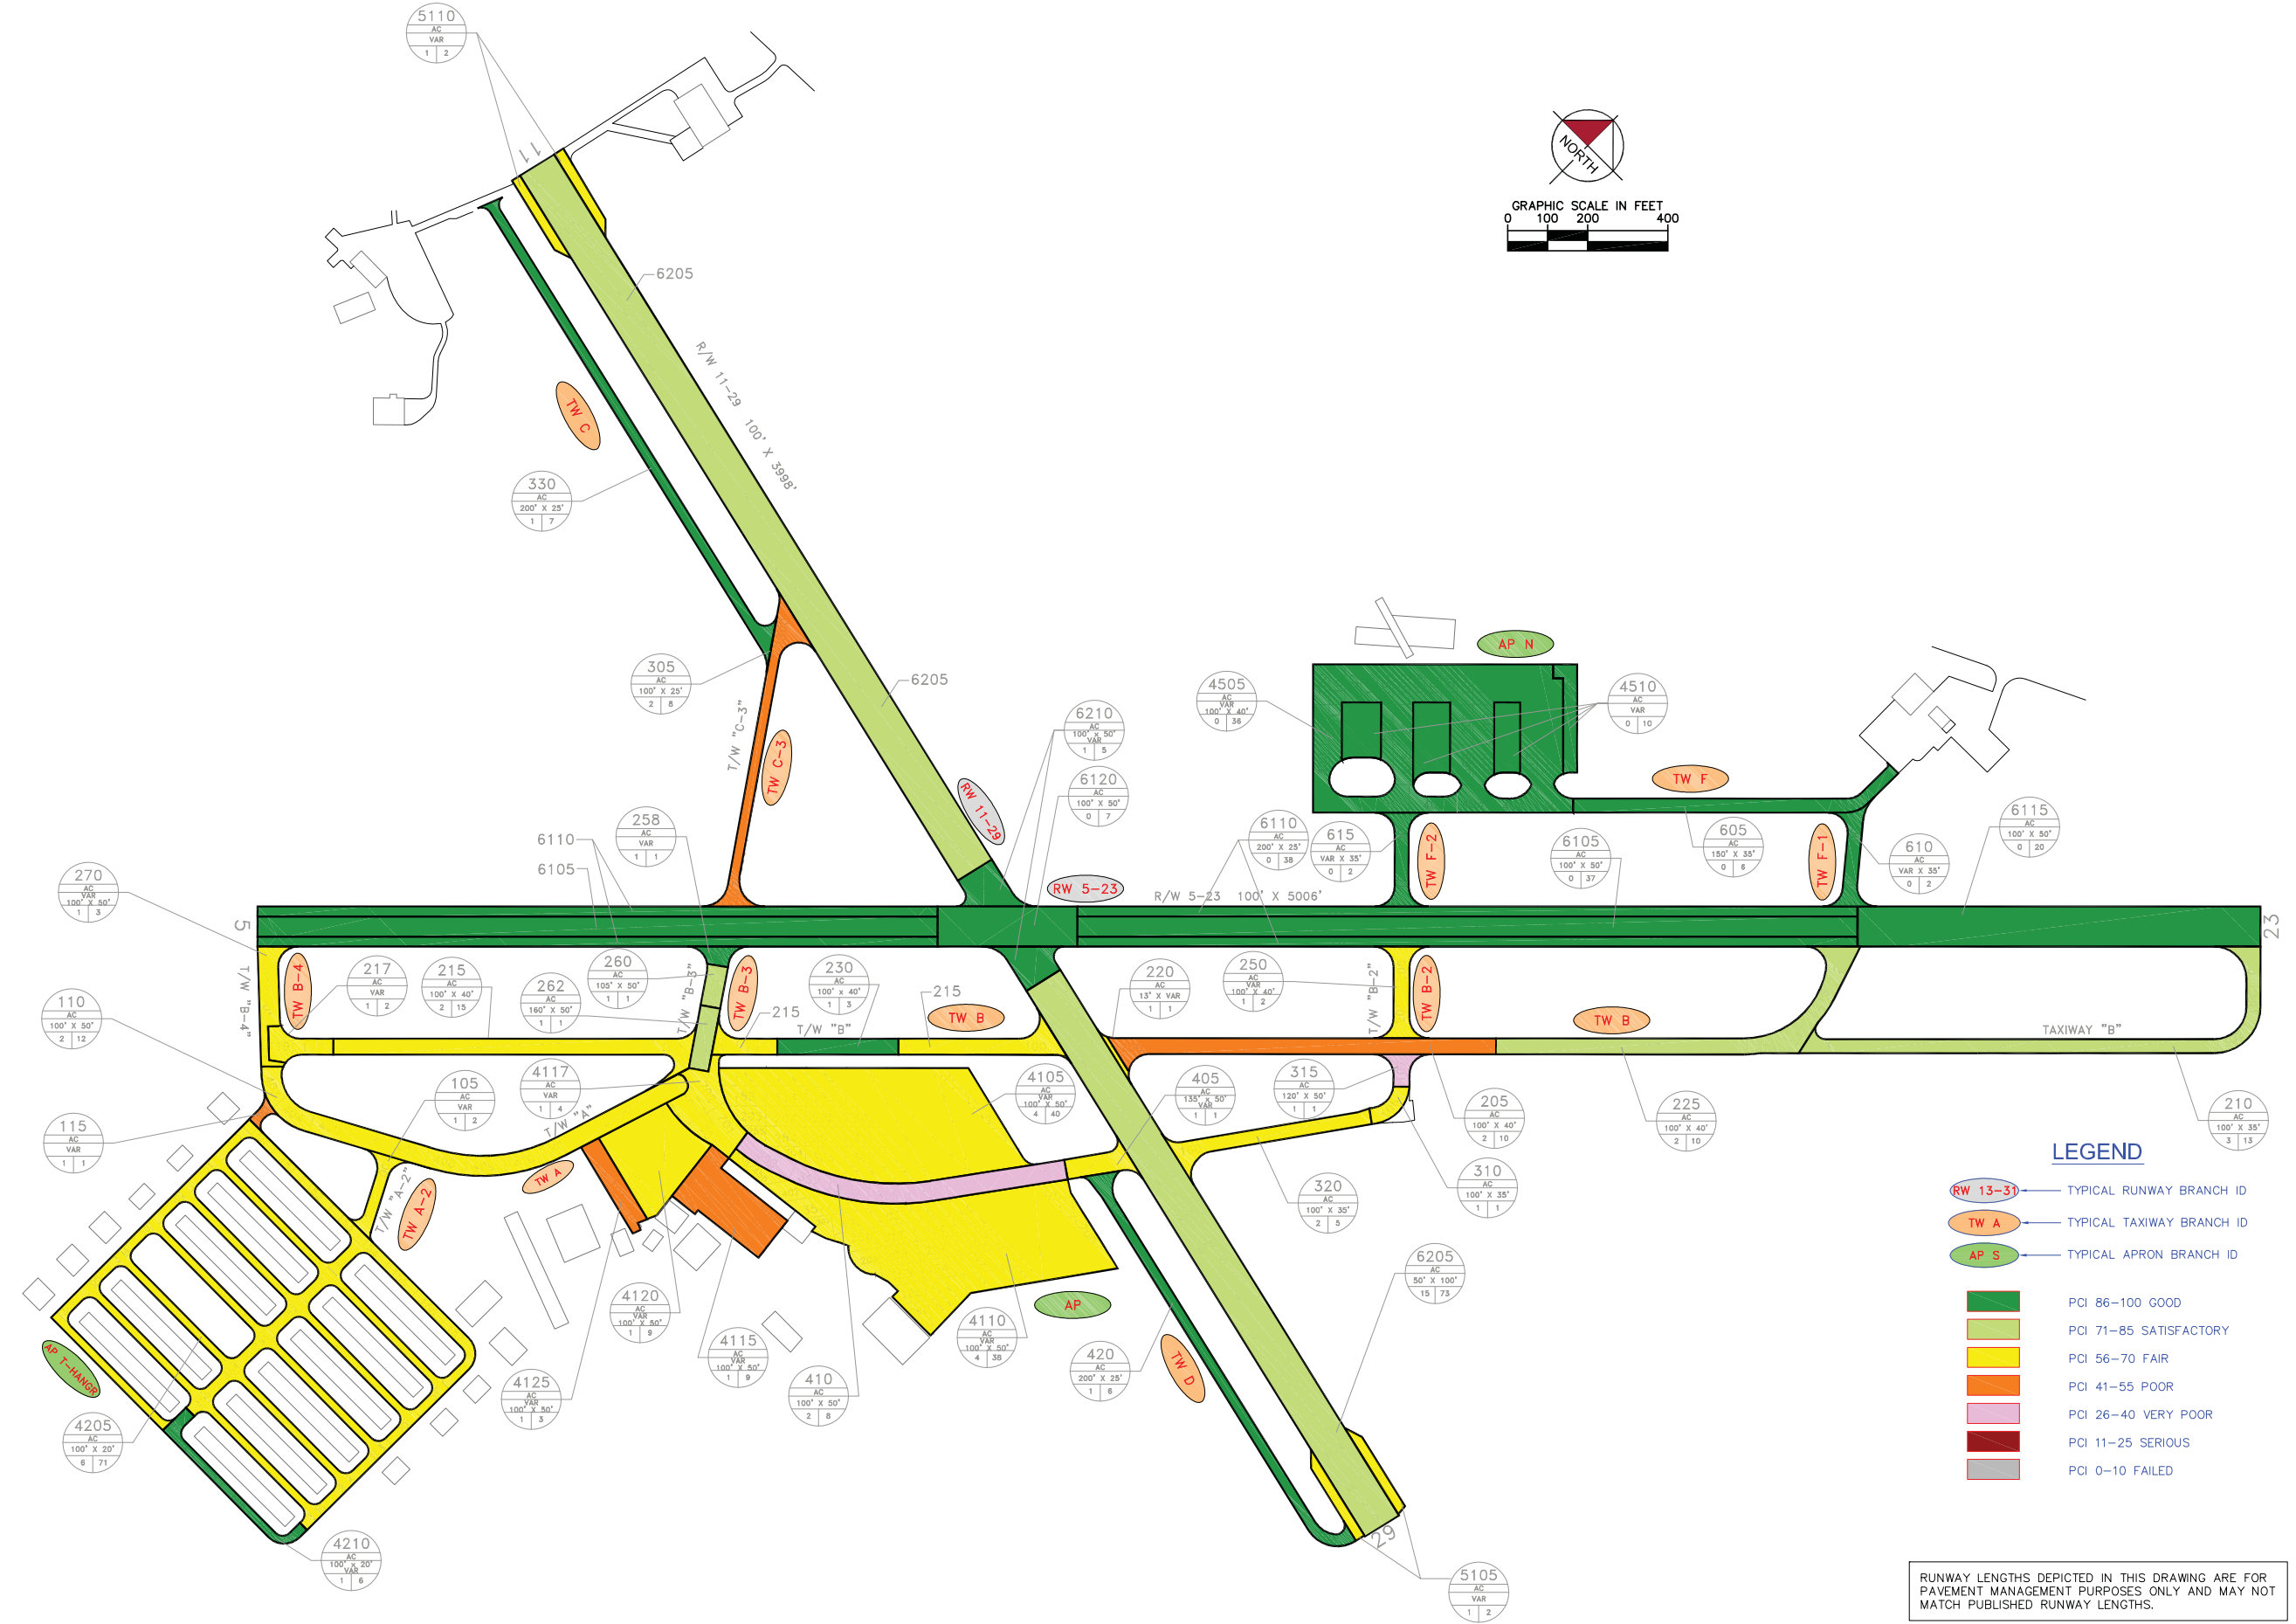 5110
AC
VAR
1 2
11
6205
R/W 11-29 100' X 3998'
TW C
330
AC
200' X 25'
1 7
NORTH
GRAPHIC SCALE IN FEET
0 100 200 400
305
AC
100' X 25'
2 8
T/W "C-3"
TW C-3
6205
6210
AC
100' x 50'
VAR
1 5
6120
AC
100' X 50'
0 7
RW 11-29
RW 5-23
AP N
4505
AC
VAR
100' X 40'
0 36
4510
AC
VAR
0 10
TW F
6110
6105
258
AC
VAR
1 1
R/W 5-23 100' X 5006'
6110
AC
200' X 25'
0 38
615
AC
VAR X 35'
0 2
TW F-2
6105
AC
100' X 50'
0 37
605
AC
150' X 35'
0 6
TW F-1
610
AC
VAR X 35'
0 2
6115
AC
100' X 50'
0 20
270
AC
VAR
100' X 50'
1 3
5
23
T/W "B-4"
TW B-4
217
AC
VAR
1 2
215
AC
100' X 40'
2 15
262
AC
160' X 50'
1 1
260
AC
105' X 50'
1 1
T/W "B-3"
TW B-3
215
230
AC
100' x 40'
1 3
T/W "B"
215
TW B
220
AC
13' X VAR
1 1
250
AC
VAR
100' X 40'
1 2
T/W "B-2"
TW B-2
TW B
TAXIWAY "B"
110
AC
100' X 50'
2 12
115
AC
VAR
1 1
105
AC
VAR
1 2
4117
AC
VAR
1 4
T/W "A"
TW A
T/W "A-2"
TW A-2
4105
AC
VAR
100' X 50'
4 40
405
AC
135' x 50'
VAR
1 1
315
AC
120' X 50'
1 1
205
AC
100' X 40'
2 10
225
AC
100' X 40'
2 10
210
AC
100' X 35'
3 13
310
AC
100' X 35'
1 1
320
AC
100' X 35'
2 5
6205
AC
50' X 100'
15 73
4120
AC
VAR
100' X 50'
1 9
4115
AC
VAR
100' X 50'
1 9
4125
AC
VAR
100' X 50'
1 3
410
AC
100' X 50'
2 8
4110
AC
VAR
100' X 50'
4 38
AP
420
AC
200' X 25'
1 6
TW D
AP T-HANGR
4205
AC
100' X 20'
6 71
4210
AC
100' x 20'
VAR
1 6
29
5105
AC
VAR
1 2
LEGEND
RW 13-31 TYPICAL RUNWAY BRANCH ID
TW A TYPICAL TAXIWAY BRANCH ID
AP S TYPICAL APRON BRANCH ID
PCI 86-100 GOOD
PCI 71-85 SATISFACTORY
PCI 56-70 FAIR
PCI 41-55 POOR
PCI 26-40 VERY POOR
PCI 11-25 SERIOUS
PCI 0-10 FAILED
RUNWAY LENGTHS DEPICTED IN THIS DRAWING ARE FOR
PAVEMENT MANAGEMENT PURPOSES ONLY AND MAY NOT
MATCH PUBLISHED RUNWAY LENGTHS.